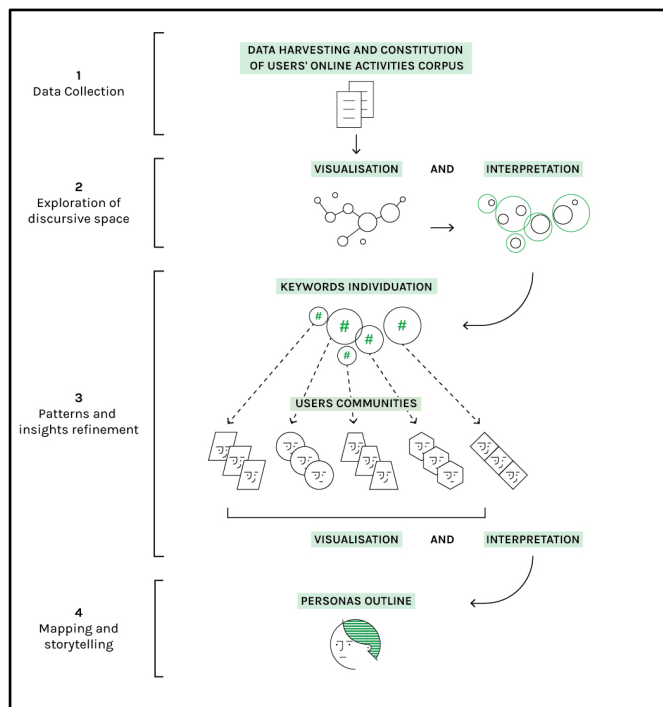 DATA HARVESTING AND CONSTITUTION
OF USERS' ONLINE ACTIVITIES CORPUS
1
Data Collection
VISUALISATION AND INTERPRETATION
2
Exploration of
discursive space
KEYWORDS INDIVIDUATION
# # # # #
3
Patterns and
insights refinement
USERS COMMUNITIES
VISUALISATION AND INTERPRETATION
4
Mapping and
storytelling
PERSONAS OUTLINE